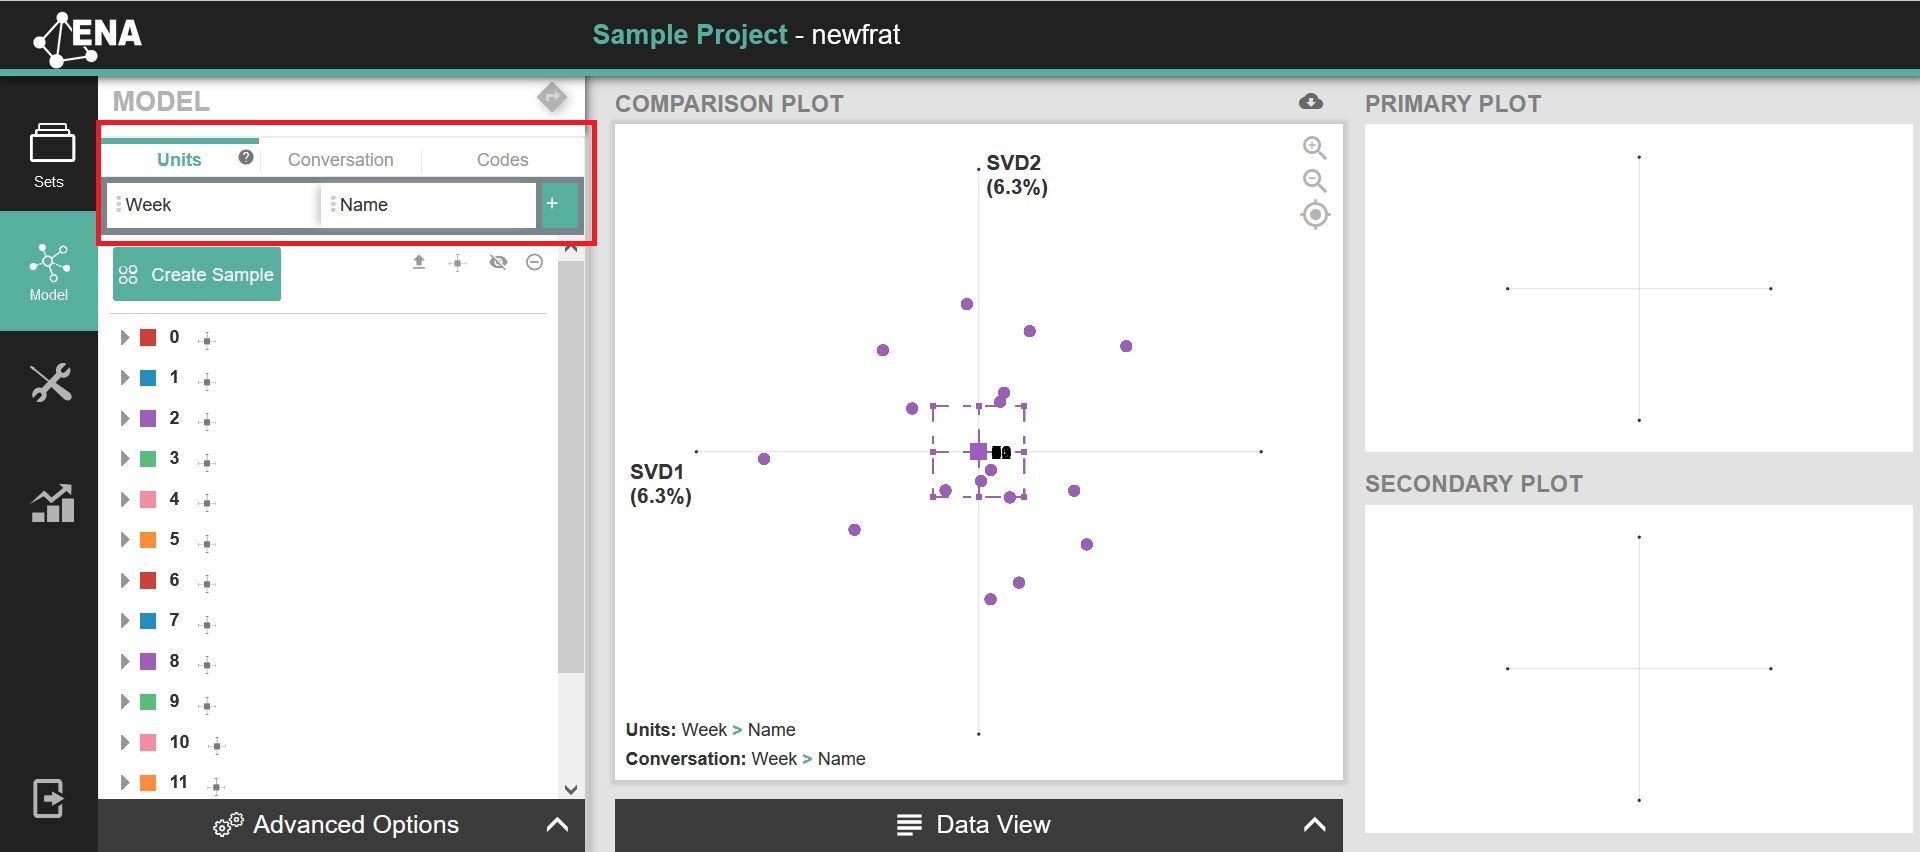 ENA
Sample Project - newfrat
Sets
Model
MODEL
Units ?
Conversation
Codes
Week
Name
+
Create Sample
0
1
2
3
4
5
6
7
8
9
10
11
Advanced Options
COMPARISON PLOT
SVD2
(6.3%)
SVD1
(6.3%)
Units: Week > Name
Conversation: Week > Name
Data View
PRIMARY PLOT
SECONDARY PLOT